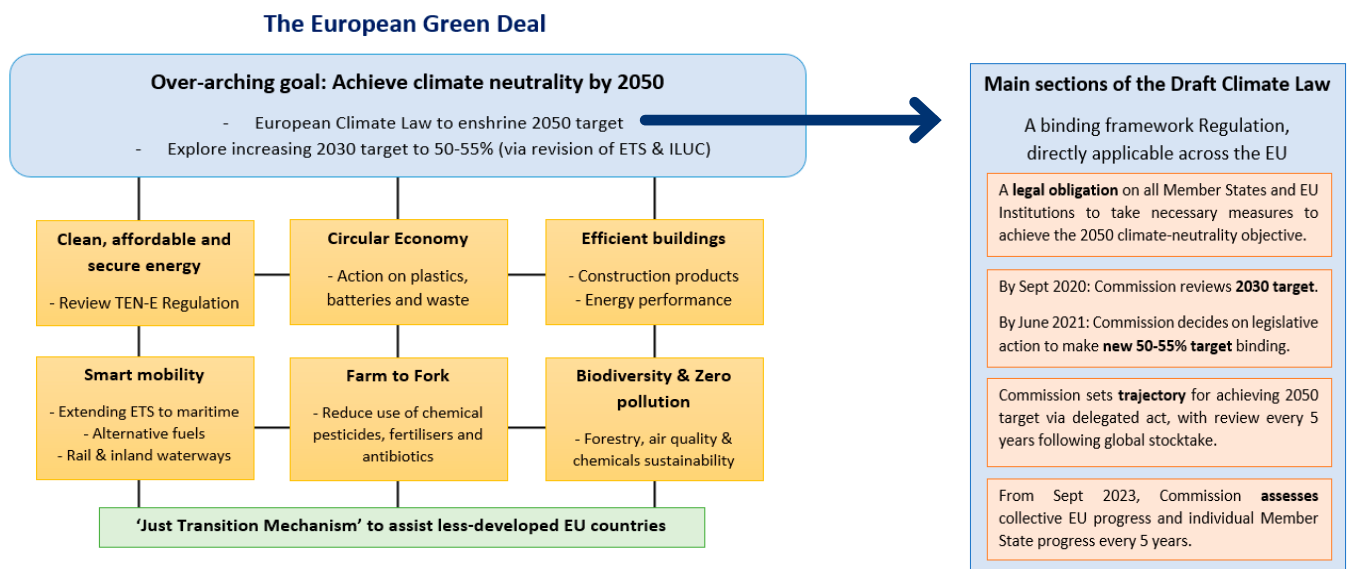 The European Green Deal
Over-arching goal: Achieve climate neutrality by 2050
- European Climate Law to enshrine 2050 target
- Explore increasing 2030 target to 50-55% (via revision of ETS & ILUC)
Clean, affordable and
secure energy
- Review TEN-E Regulation
Circular Economy
- Action on plastics,
batteries and waste
Efficient buildings
- Construction products
- Energy performance
Smart mobility
- Extending ETS to maritime
- Alternative fuels
- Rail & inland waterways
Farm to Fork
- Reduce use of chemical
pesticides, fertilisers and
antibiotics
Biodiversity & Zero
pollution
- Forestry, air quality &
chemicals sustainability
‘Just Transition Mechanism’ to assist less-developed EU countries
Main sections of the Draft Climate Law
A binding framework Regulation,
directly applicable across the EU
A legal obligation on all Member States and EU
Institutions to take necessary measures to
achieve the 2050 climate-neutrality objective.
By Sept 2020: Commission reviews 2030 target.
By June 2021: Commission decides on legislative
action to make new 50-55% target binding.
Commission sets trajectory for achieving 2050
target via delegated act, with review every 5
years following global stocktake.
From Sept 2023, Commission assesses
collective EU progress and individual Member
State progress every 5 years.